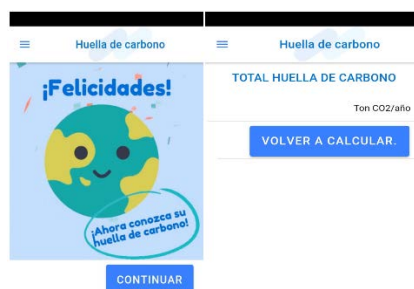 Huella de carbono
¡Felicidades!
¡Ahora conozca su
huella de carbono!
CONTINUAR
Huella de carbono
TOTAL HUELLA DE CARBONO
Ton CO2/año
VOLVER A CALCULAR.